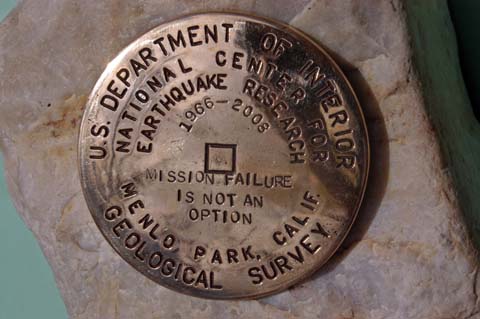 U.S. DEPARTMENT OF INTERIOR
NATIONAL CENTER FOR
EARTHQUAKE RESEARCH
1966-2006
MISSION FAILURE
IS NOT AN
OPTION
MENLO PARK, CALIF
GEOLOGICAL SURVEY